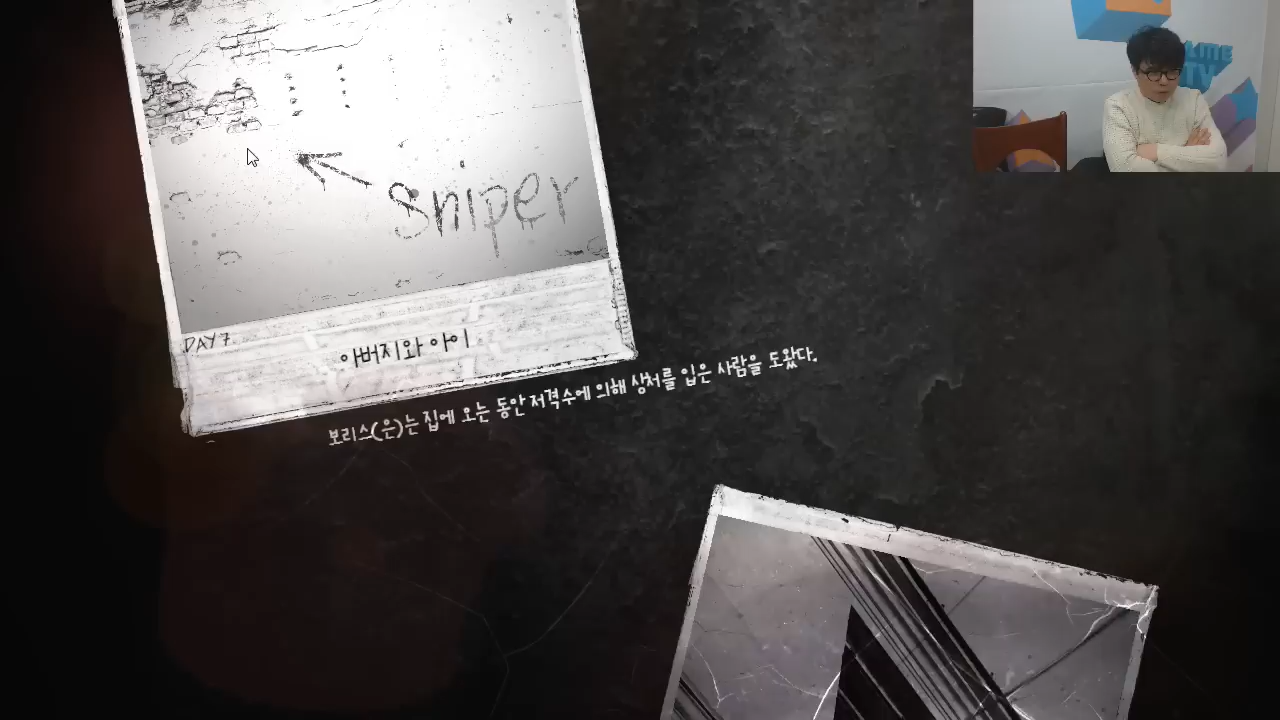 Sniper
DAY 7
아버지와 아이
보리스(은)는 집에 오는 동안 저격수에 의해 상처를 입은 사람을 도왔다.